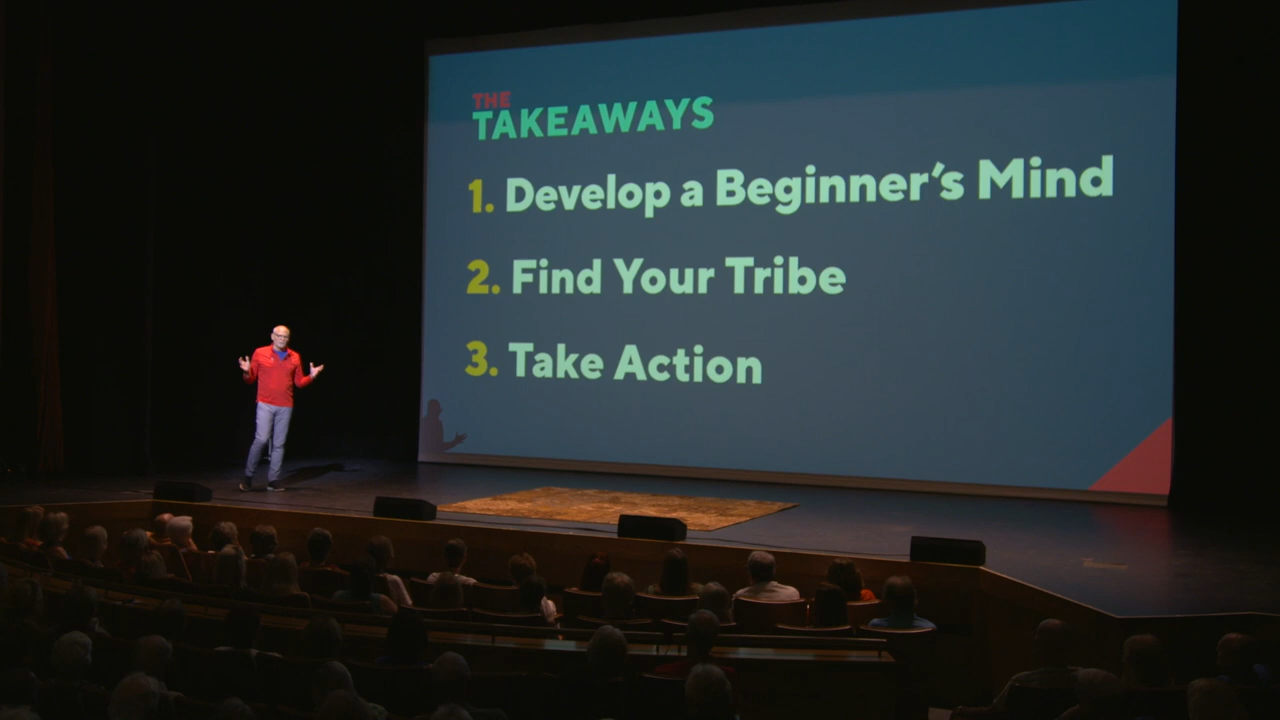 THE
TAKEAWAYS
1. Develop a Beginner's Mind
2. Find Your Tribe
3. Take Action